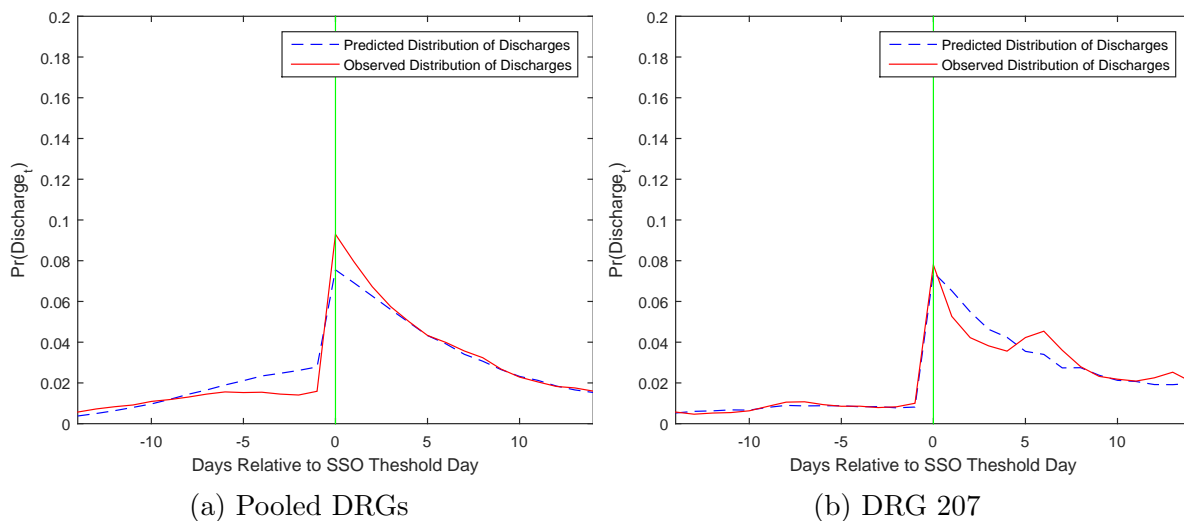 0.2
0.18
0.16
0.14
0.12
0.1
0.08
0.06
0.04
0.02
0
Pr(Discharge_t)
Predicted Distribution of Discharges
Observed Distribution of Discharges
-10 -5 0 5 10
Days Relative to SSO Theshold Day
(a) Pooled DRGs
0.2
0.18
0.16
0.14
0.12
0.1
0.08
0.06
0.04
0.02
0
Pr(Discharge_t)
Predicted Distribution of Discharges
Observed Distribution of Discharges
-10 -5 0 5 10
Days Relative to SSO Theshold Day
(b) DRG 207